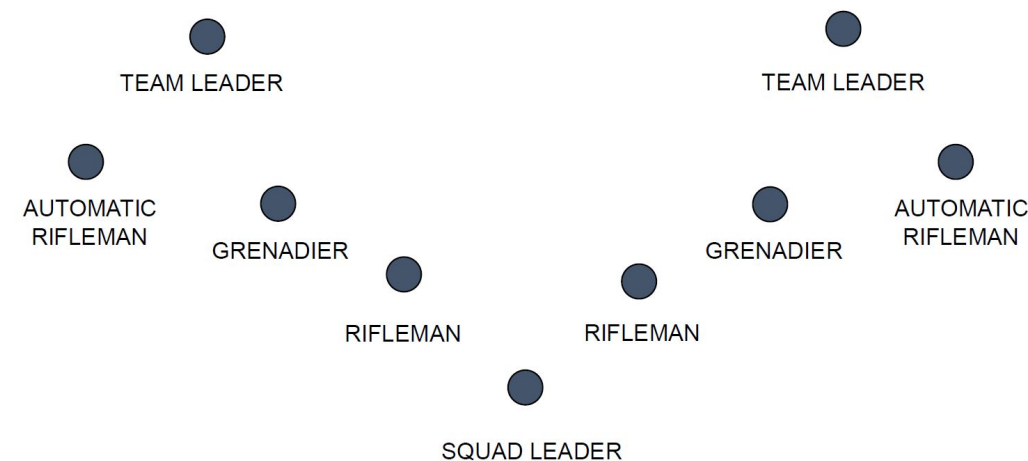 TEAM LEADER
TEAM LEADER
AUTOMATIC
RIFLEMAN
GRENADIER
GRENADIER
AUTOMATIC
RIFLEMAN
RIFLEMAN
RIFLEMAN
SQUAD LEADER